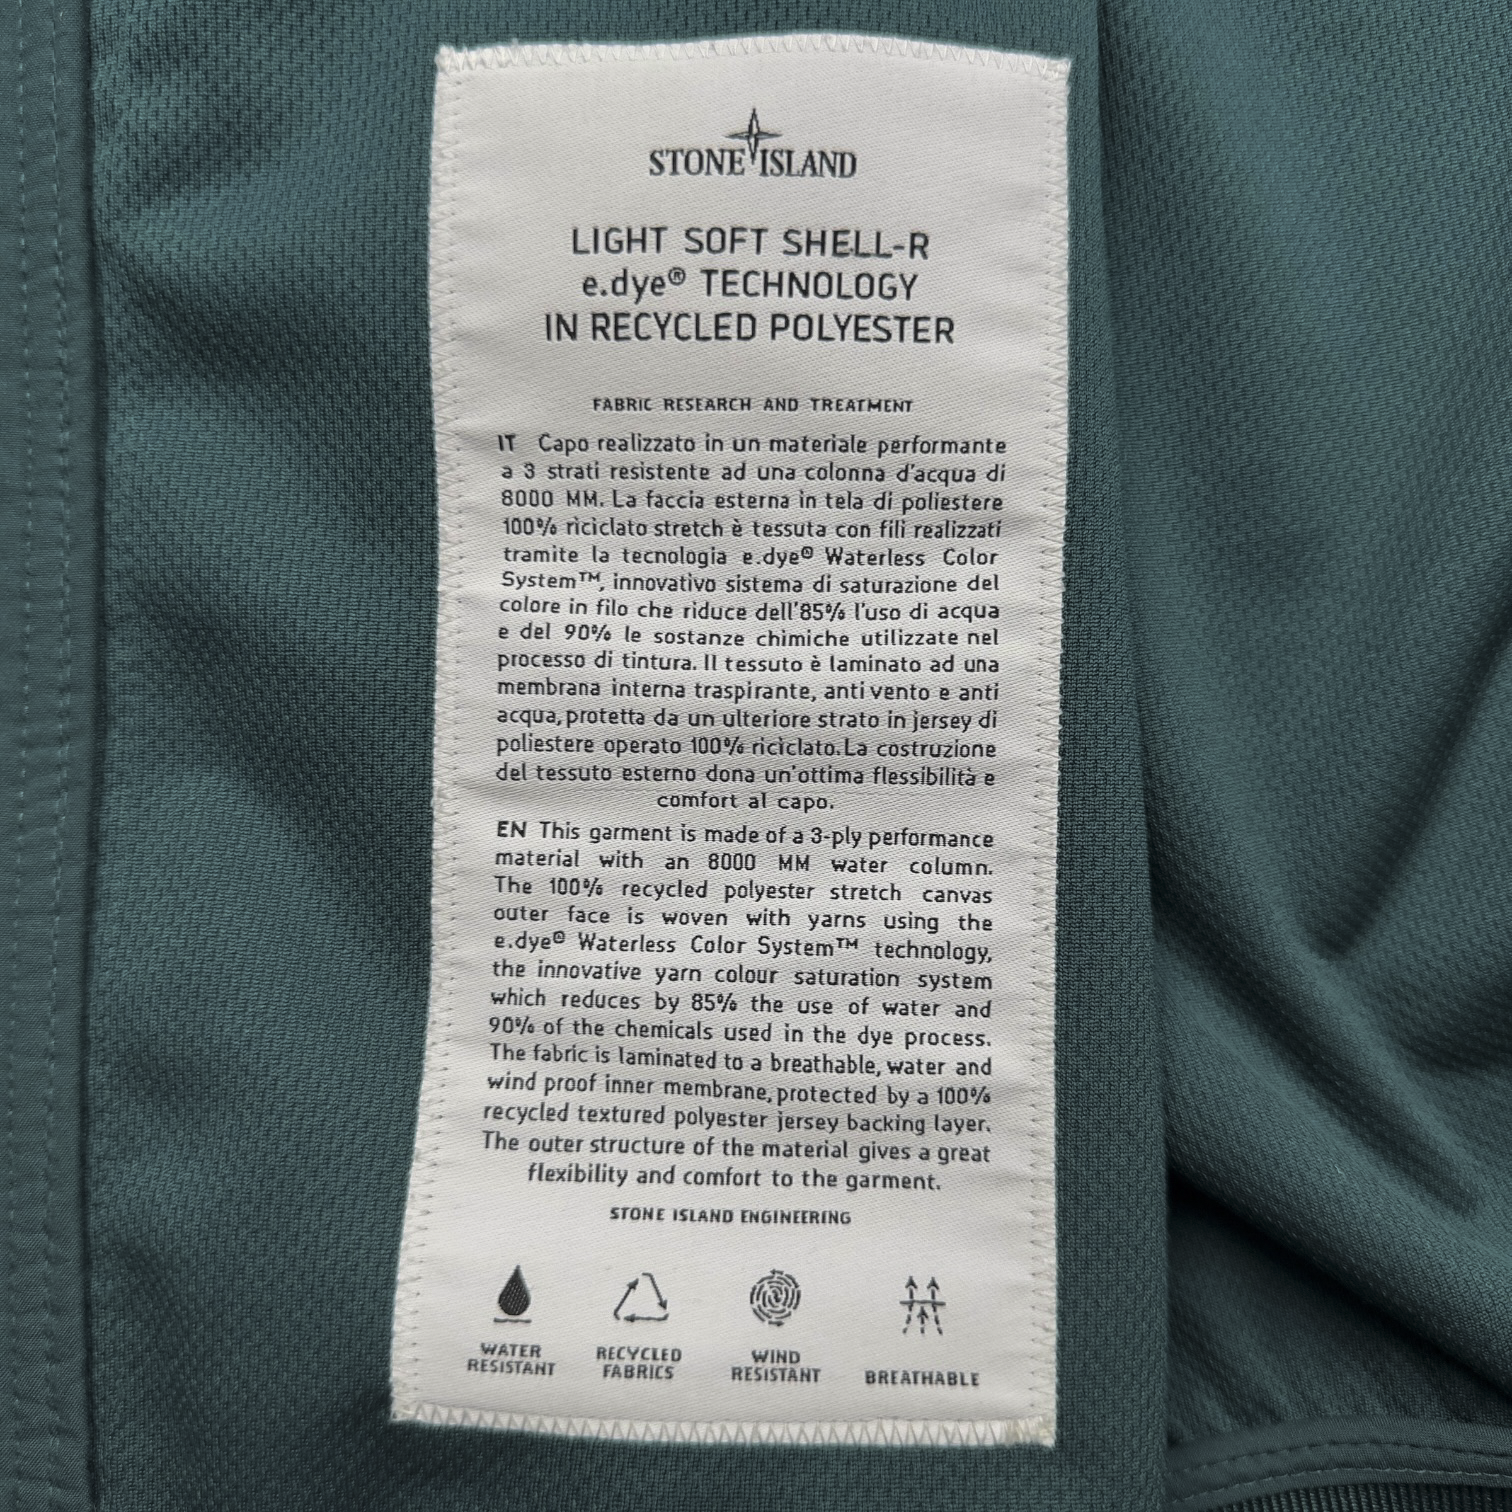 STONE ISLAND
LIGHT SOFT SHELL-R
e.dye® TECHNOLOGY
IN RECYCLED POLYESTER
FABRIC RESEARCH AND TREATMENT
IT Capo realizzato in un materiale performante
a 3 strati resistente ad una colonna d'acqua di
8000 MM. La faccia esterna in tela di poliestere
100% riciclato stretch è tessuta con fili realizzati
tramite la tecnologia e.dye® Waterless Color
System™, innovativo sistema di saturazione del
colore in filo che riduce dell'85% l'uso di acqua
e del 90% le sostanze chimiche utilizzate nel
processo di tintura. Il tessuto è laminato ad una
membrana interna traspirante, anti vento e anti
acqua, protetta da un ulteriore strato in jersey di
poliestere operato 100% riciclato. La costruzione
del tessuto esterno dona un'ottima flessibilità e
comfort al capo.
EN This garment is made of a 3-ply performance
material with an 8000 MM water column.
The 100% recycled polyester stretch canvas
outer face is woven with yarns using the
e.dye® Waterless Color System™ technology,
the innovative yarn colour saturation system
which reduces by 85% the use of water and
90% of the chemicals used in the dye process.
The fabric is laminated to a breathable, water and
wind proof inner membrane, protected by a 100%
recycled textured polyester jersey backing layer.
The outer structure of the material gives a great
flexibility and comfort to the garment.
STONE ISLAND ENGINEERING
WATER
RESISTANT
RECYCLED
FABRICS
WIND
RESISTANT
BREATHABLE